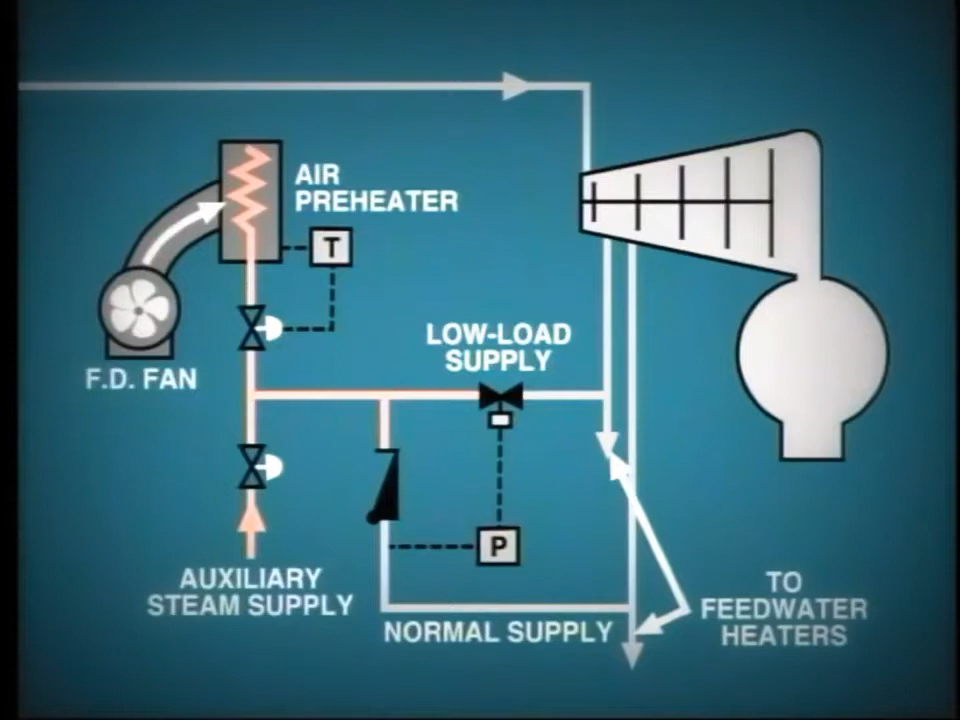 AIR
PREHEATER
T
LOW-LOAD
SUPPLY
F.D. FAN
P
AUXILIARY
STEAM SUPPLY
TO
FEEDWATER
HEATERS
NORMAL SUPPLY